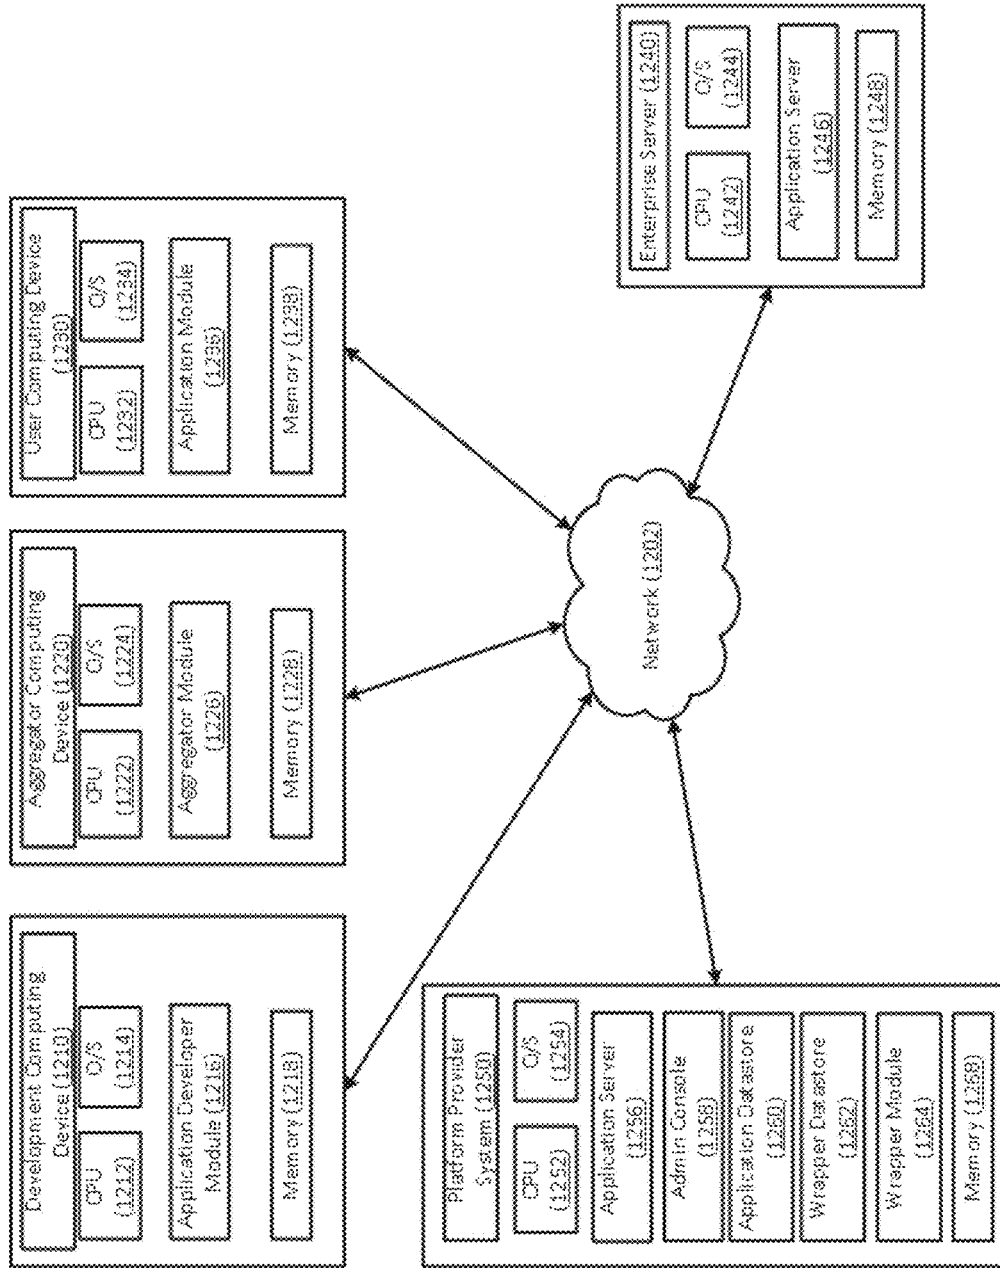 Development Computing
Device (1210)
CPU
(1212)
O/S
(1214)
Application Developer
Module (1216)
Memory (1218)
Aggregator Computing
Device (1220)
CPU
(1222)
O/S
(1224)
Aggregator Module
(1226)
Memory (1228)
User Computing Device
(1230)
CPU
(1232)
O/S
(1234)
Application Module
(1236)
Memory (1238)
Platform Provider
System (1250)
CPU
(1252)
O/S
(1254)
Application Server
(1256)
Admin Console
(1258)
Application Datastore
(1260)
Wrapper Datastore
(1262)
Wrapper Module
(1264)
Memory (1268)
Network (1202)
Enterprise Server (1240)
CPU
(1242)
O/S
(1244)
Application Server
(1246)
Memory (1248)